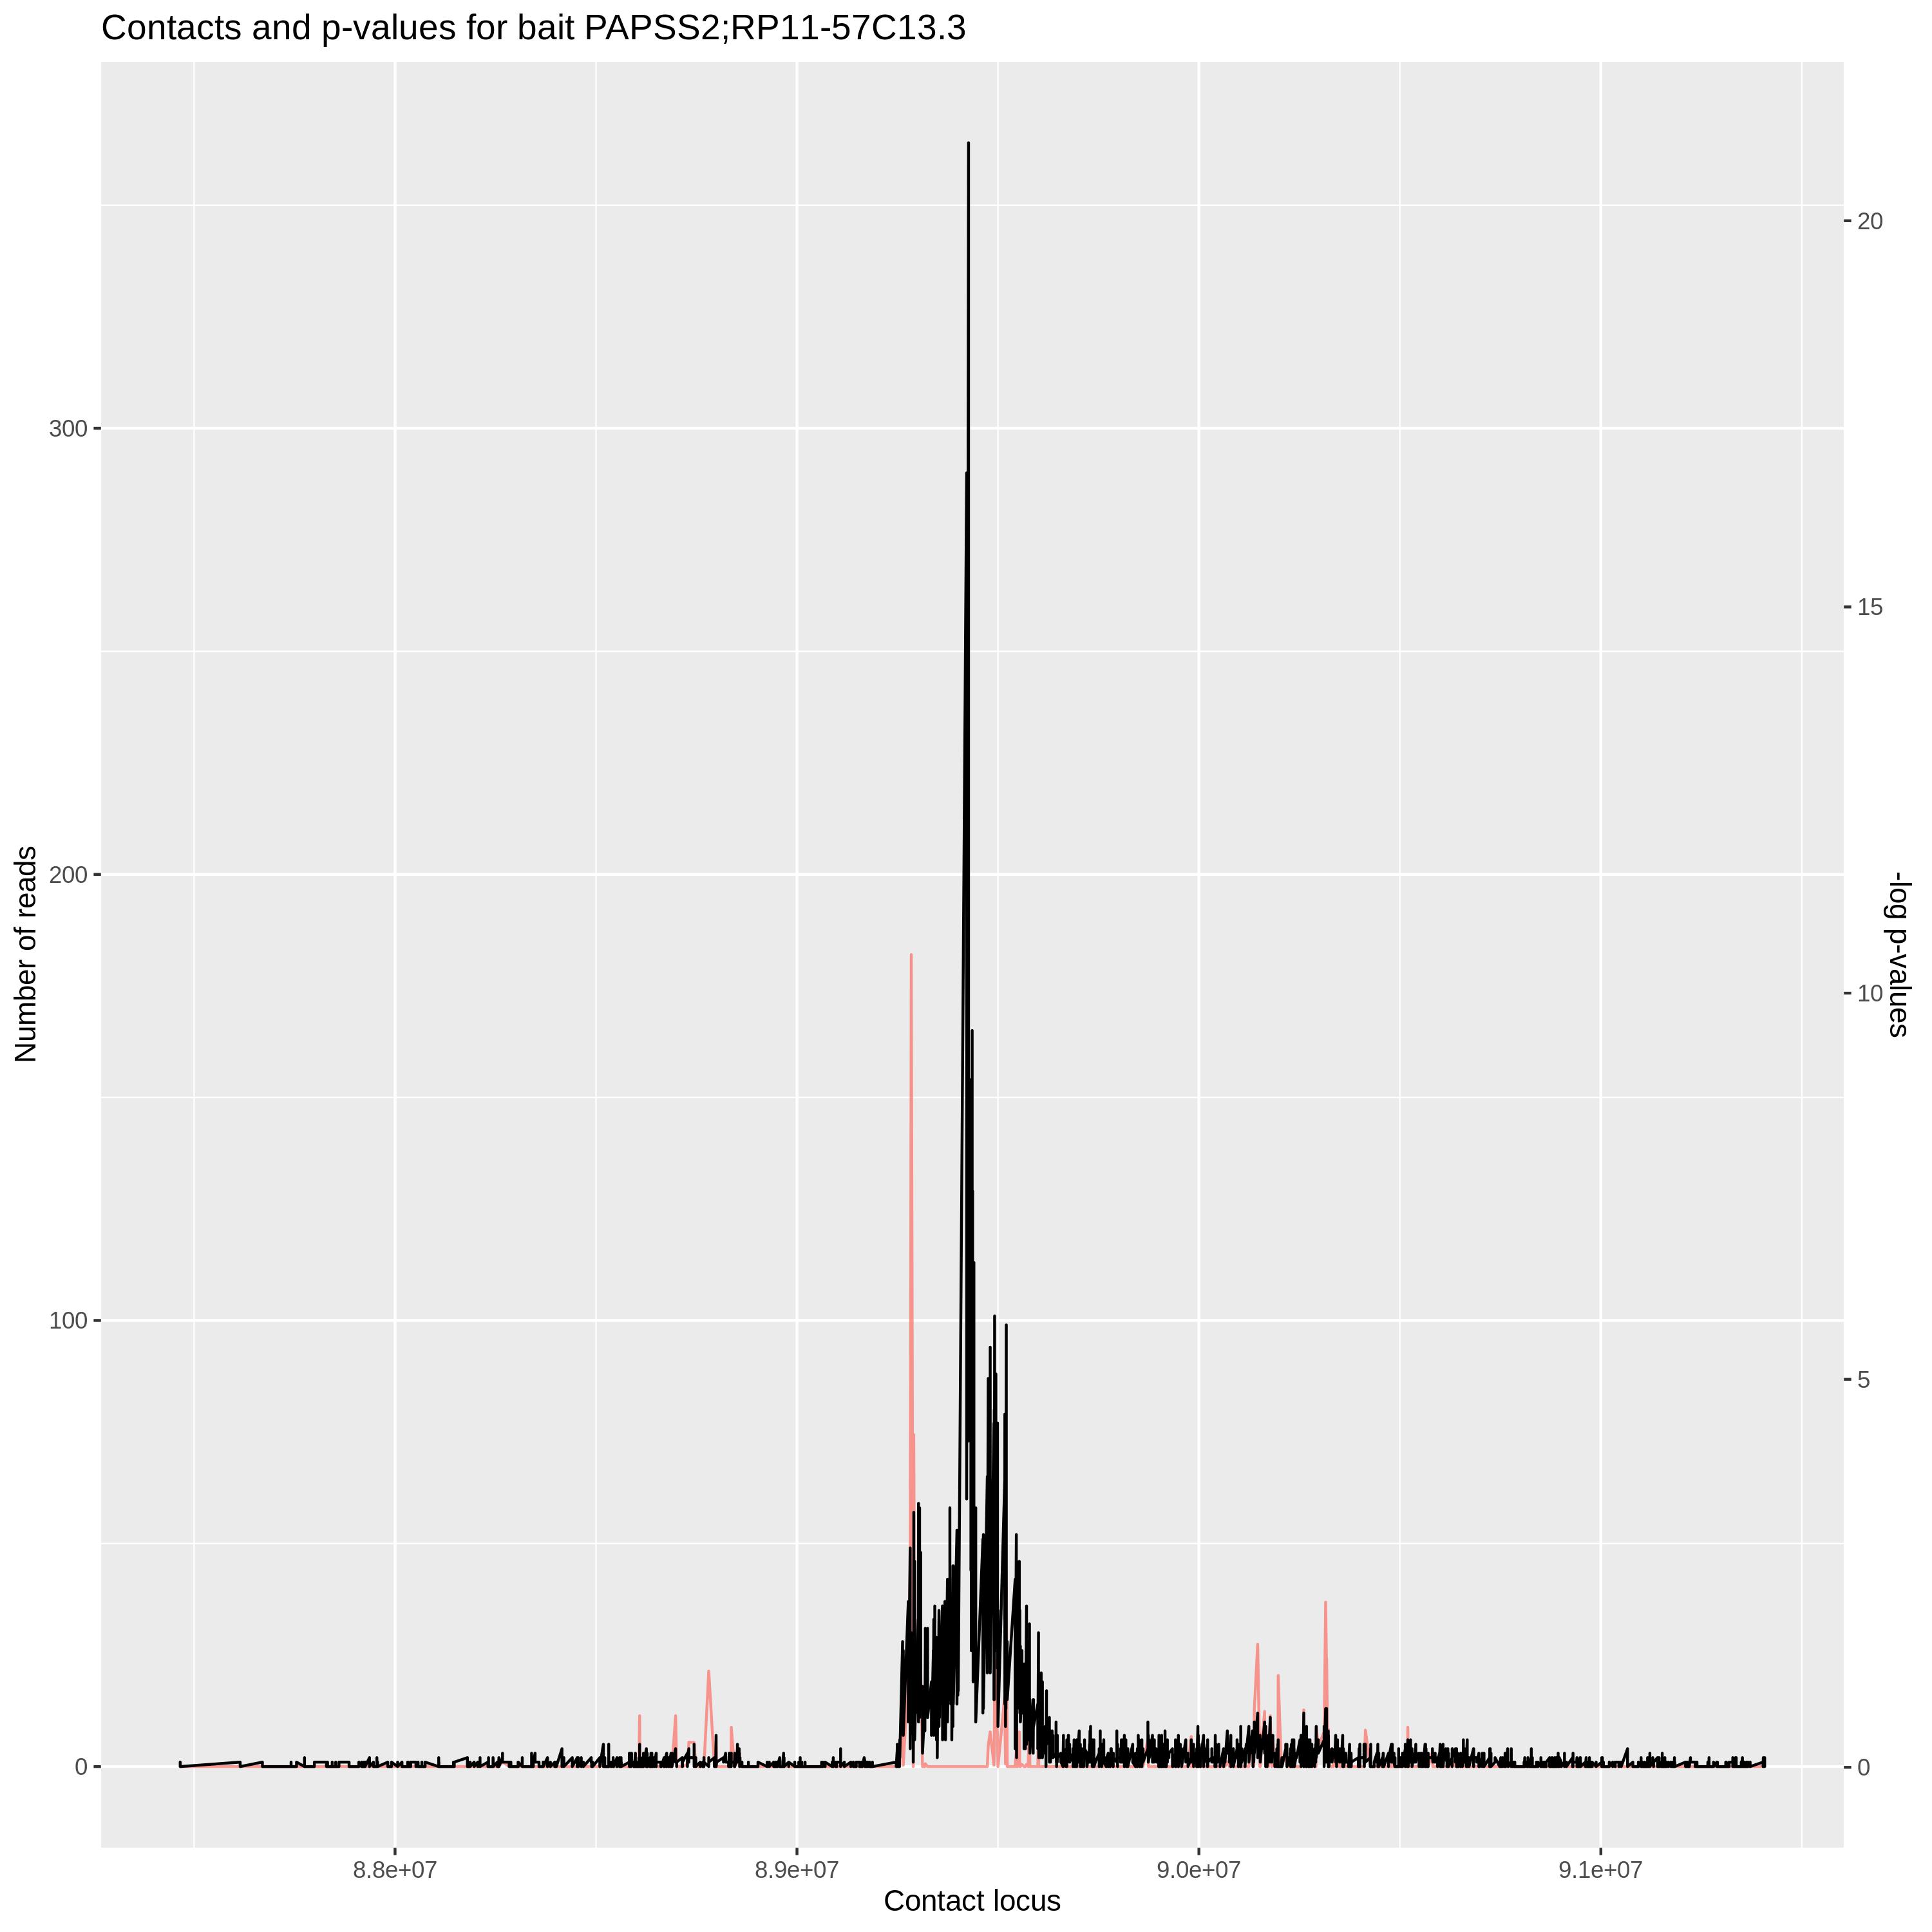 Contacts and p-values for bait PAPSS2;RP11-57C13.3
Number of reads
300
200
100
0
20
15
10
5
0
-log p-values
8.8e+07 8.9e+07 9.0e+07 9.1e+07
Contact locus